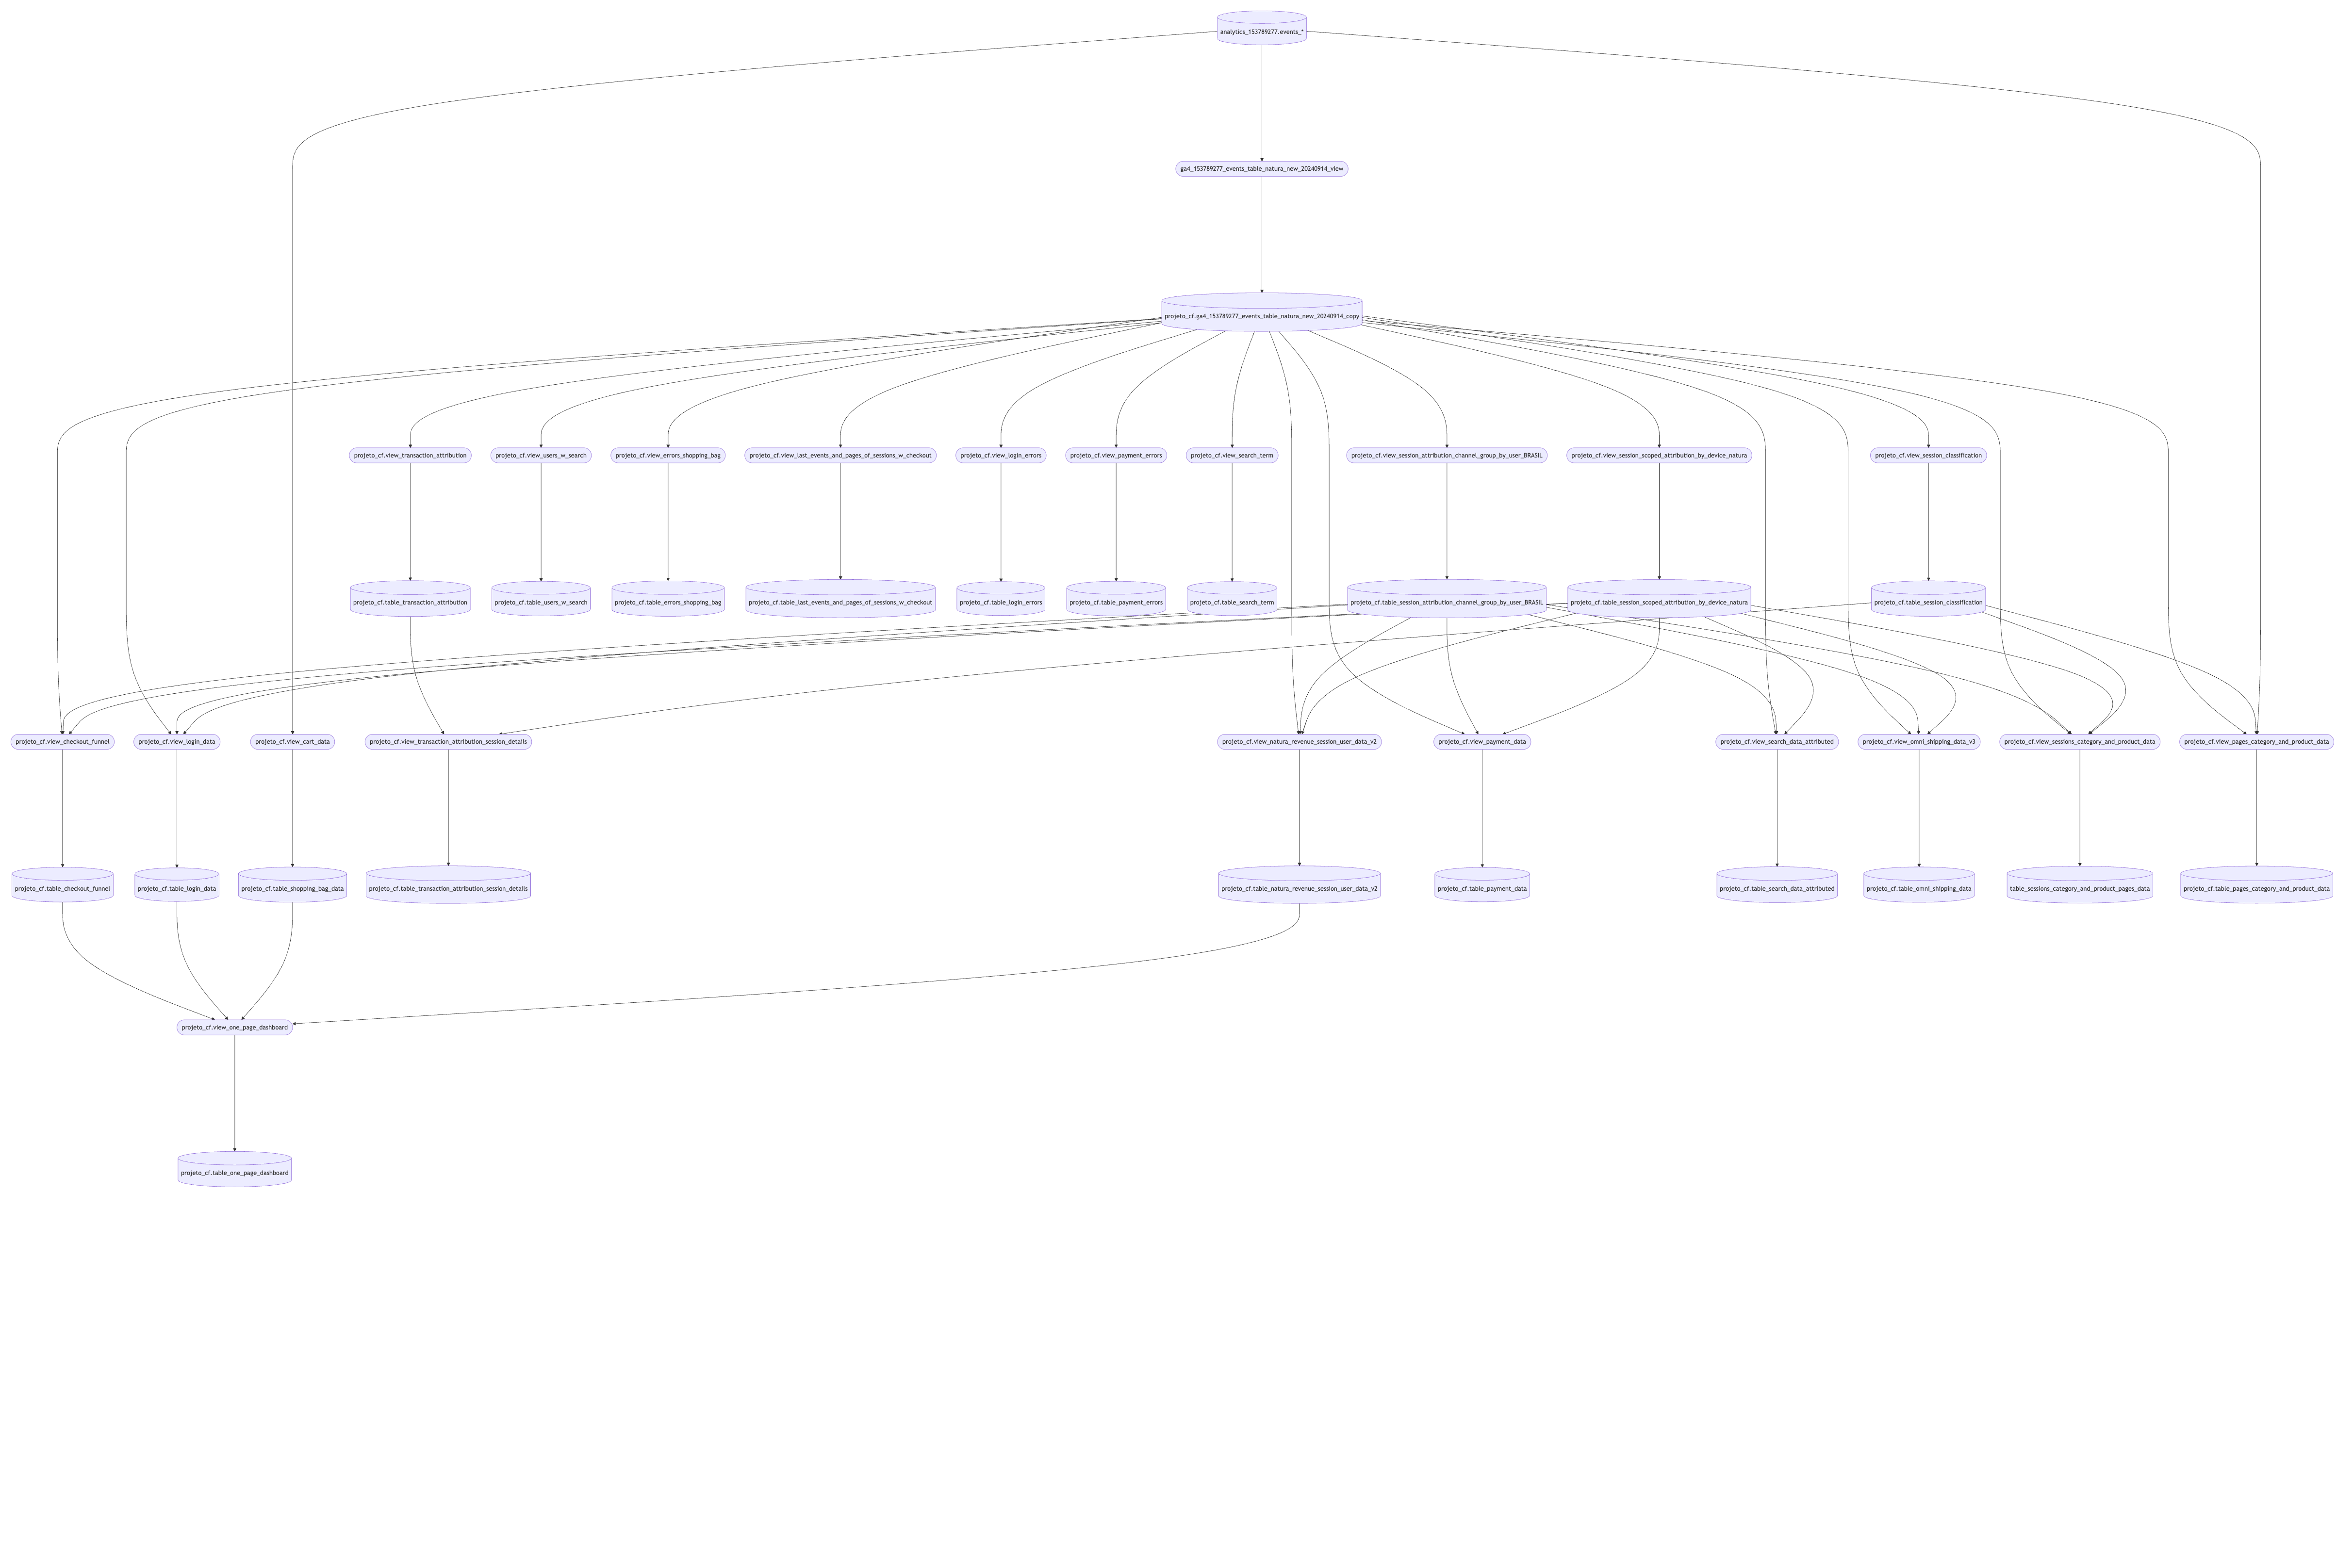 analytics_153789277.events_*
ga4_153789277_events_table_natura_new_20240914_view
projeto_cf.ga4_153789277_events_table_natura_new_20240914_copy
projeto_cf.view_transaction_attribution
projeto_cf.view_users_w_search
projeto_cf.view_errors_shopping_bag
projeto_cf.view_last_events_and_pages_of_sessions_w_checkout
projeto_cf.view_login_errors
projeto_cf.view_payment_errors
projeto_cf.view_search_term
projeto_cf.view_session_attribution_channel_group_by_user_BRASIL
projeto_cf.view_session_scoped_attribution_by_device_natura
projeto_cf.view_session_classification
projeto_cf.table_transaction_attribution
projeto_cf.table_users_w_search
projeto_cf.table_errors_shopping_bag
projeto_cf.table_last_events_and_pages_of_sessions_w_checkout
projeto_cf.table_login_errors
projeto_cf.table_payment_errors
projeto_cf.table_search_term
projeto_cf.table_session_attribution_channel_group_by_user_BRASIL
projeto_cf.table_session_scoped_attribution_by_device_natura
projeto_cf.table_session_classification
projeto_cf.view_checkout_funnel
projeto_cf.view_login_data
projeto_cf.view_cart_data
projeto_cf.view_transaction_attribution_session_details
projeto_cf.view_natura_revenue_session_user_data_v2
projeto_cf.view_payment_data
projeto_cf.view_search_data_attributed
projeto_cf.view_omni_shipping_data_v3
projeto_cf.view_sessions_category_and_product_data
projeto_cf.view_pages_category_and_product_data
projeto_cf.table_checkout_funnel
projeto_cf.table_login_data
projeto_cf.table_shopping_bag_data
projeto_cf.table_transaction_attribution_session_details
projeto_cf.table_natura_revenue_session_user_data_v2
projeto_cf.table_payment_data
projeto_cf.table_search_data_attributed
projeto_cf.table_omni_shipping_data
table_sessions_category_and_product_pages_data
projeto_cf.table_pages_category_and_product_data
projeto_cf.view_one_page_dashboard
projeto_cf.table_one_page_dashboard